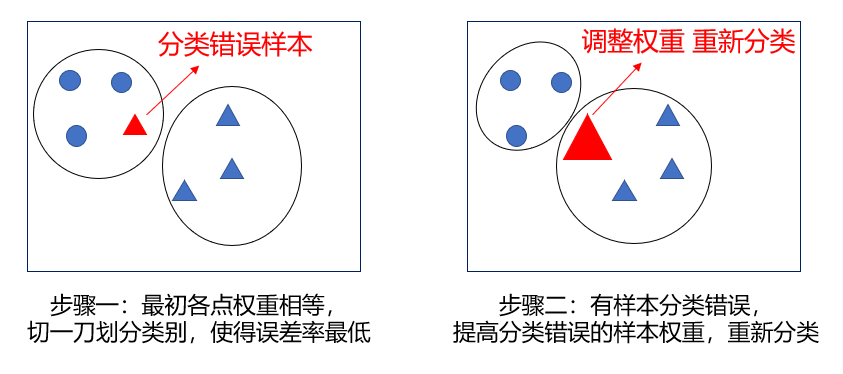 分类错误样本
调整权重 重新分类
步骤一：最初各点权重相等，
切一刀划分类别，使得误差率最低
步骤二：有样本分类错误，
提高分类错误的样本权重，重新分类